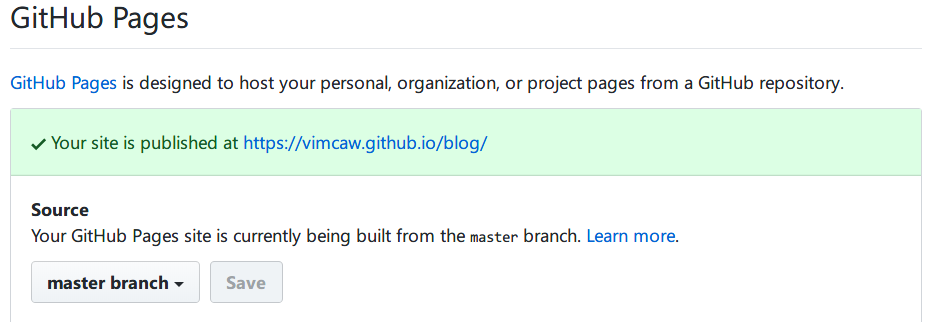 GitHub Pages
GitHub Pages is designed to host your personal, organization, or project pages from a GitHub repository.
Your site is published at https://vimcaw.github.io/blog/
Source
Your GitHub Pages site is currently being built from the master branch. Learn more.
master branch Save